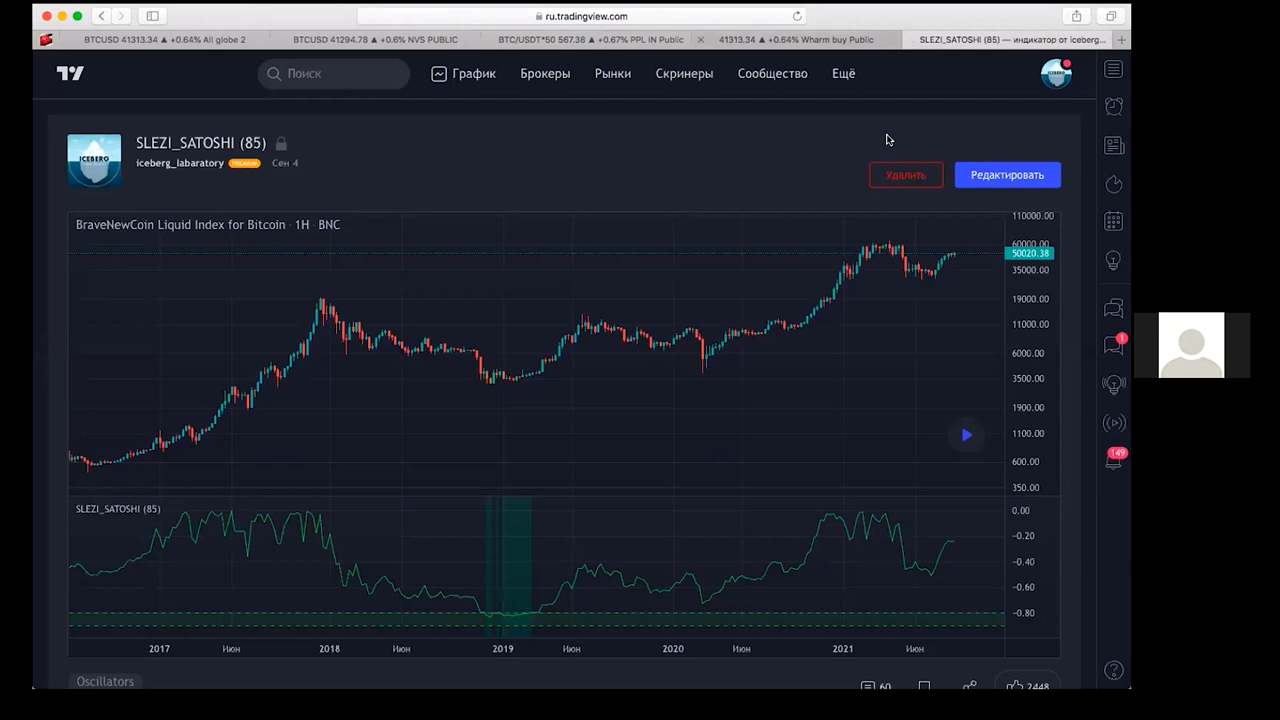 ru.tradingview.com
BTCUSD 41313.34 ▲ +0.64% All globe 2
BTCUSD 41294.78 ▲ +0.6% NVS PUBLIC
BTC/USDT*50 567.38 ▲ +0.67% PPL IN Public
41313.34 ▲ +0.64% Wharm buy Public
SLEZI_SATOSHI (85) — индикатор от iceberg...
Поиск
График
Брокеры
Рынки
Скринеры
Сообщество
Ещё
ICEBERG
SLEZI_SATOSHI (85)
iceberg_labaratory PREMIUM Сен 4
Удалить
Редактировать
BraveNewCoin Liquid Index for Bitcoin · 1H · BNC
110000.00
60000.00
50020.38
35000.00
19000.00
11000.00
6000.00
3500.00
1900.00
1100.00
600.00
350.00
SLEZI_SATOSHI (85)
0.00
−0.20
−0.40
−0.60
−0.80
2017 Июн 2018 Июн 2019 Июн 2020 Июн 2021 Июн
Oscillators
60
2448
1
149